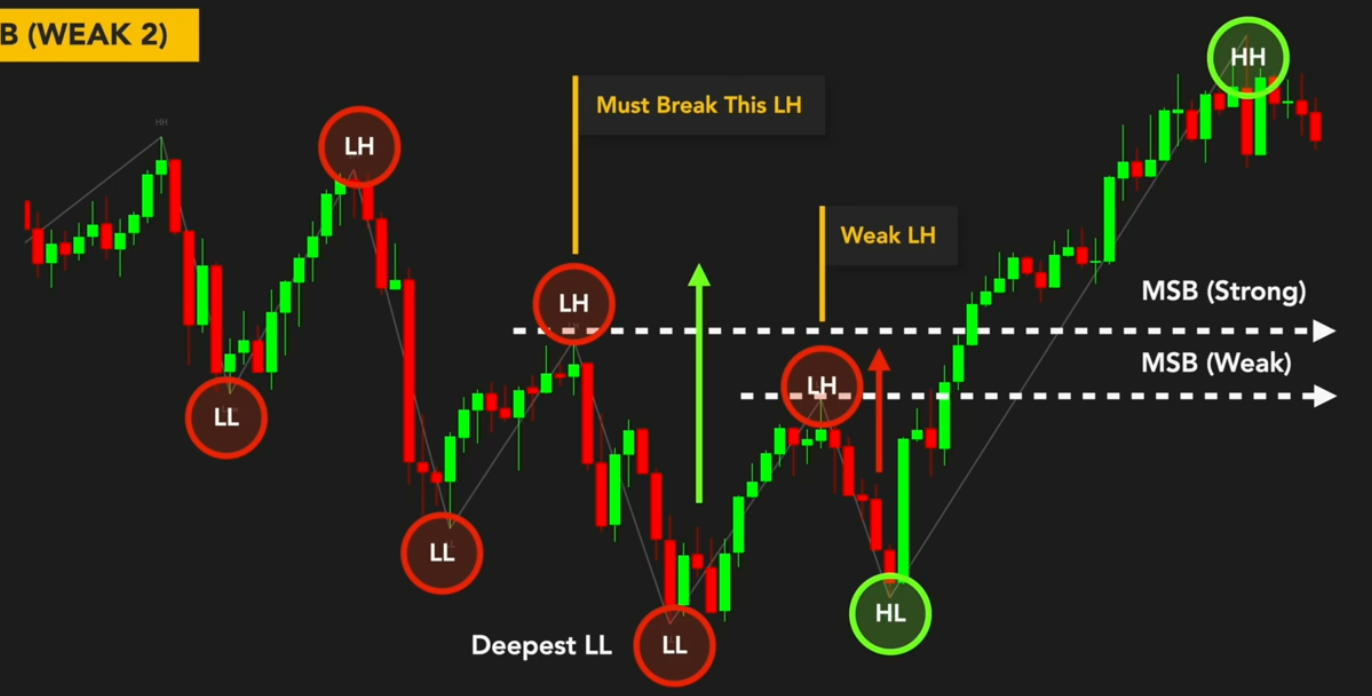 B (WEAK 2)
HH
HH
LH
Must Break This LH
Weak LH
LH
MSB (Strong)
MSB (Weak)
LH
LL
LL
HL
Deepest LL
LL